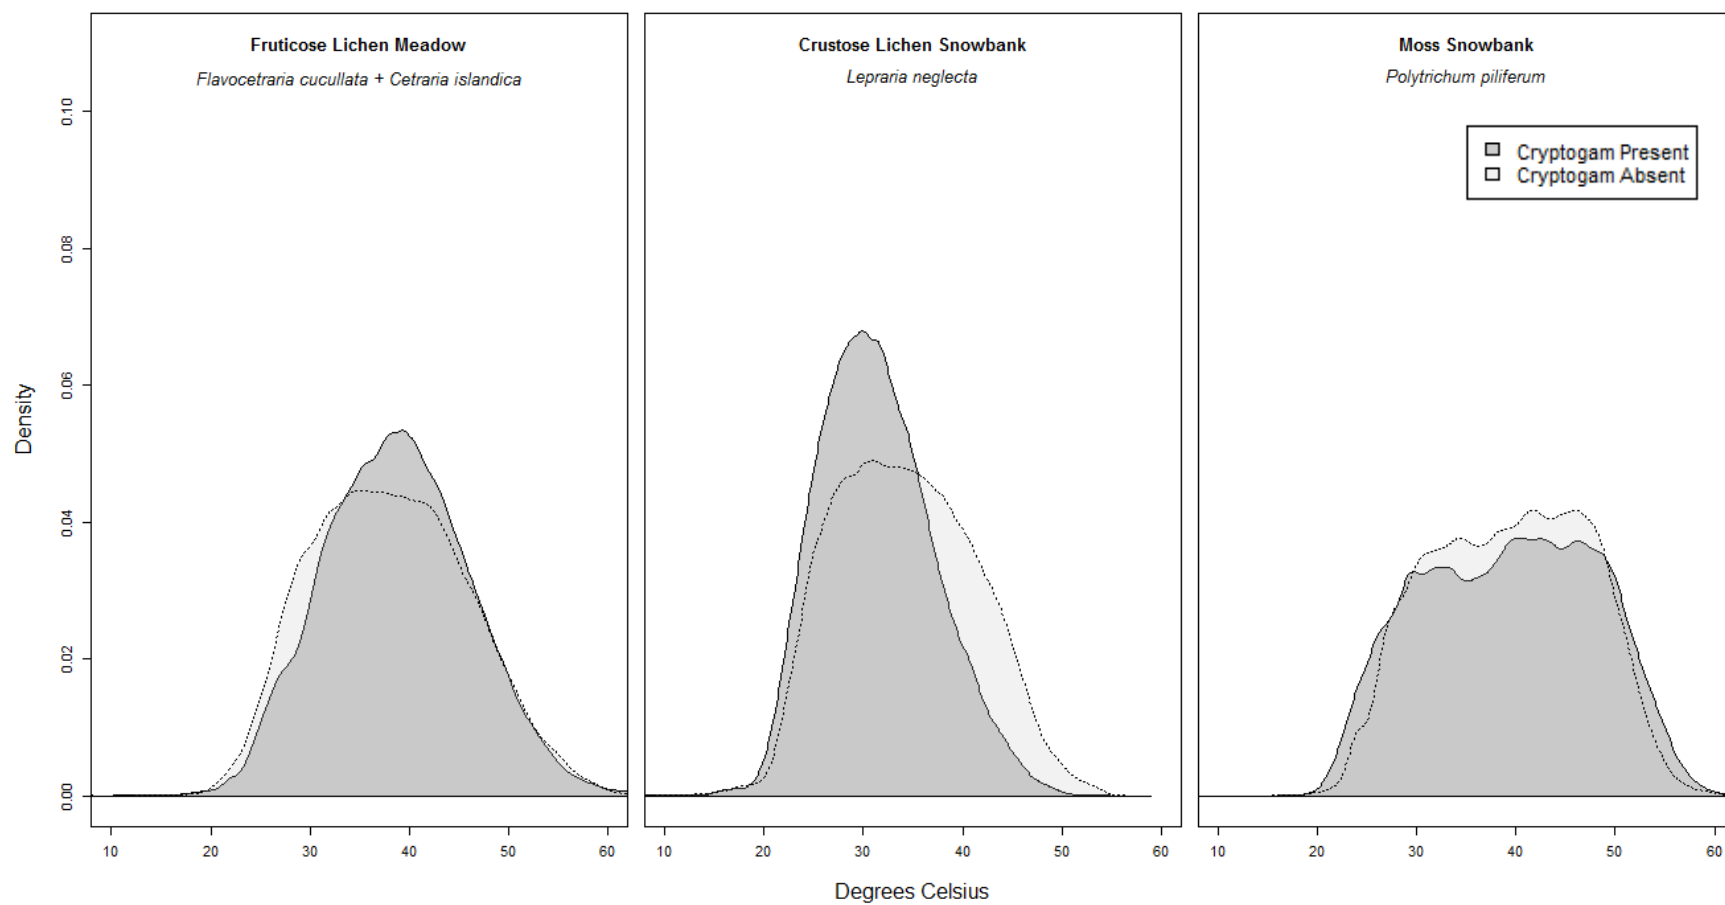 Fruticose Lichen Meadow
Flavocetraria cucullata + Cetraria islandica
Crustose Lichen Snowbank
Lepraria neglecta
Moss Snowbank
Polytrichum piliferum
Cryptogam Present
Cryptogam Absent
Density
0.10
0.08
0.06
0.04
0.02
0.00
10 20 30 40 50 60
10 20 30 40 50 60
10 20 30 40 50 60
Degrees Celsius